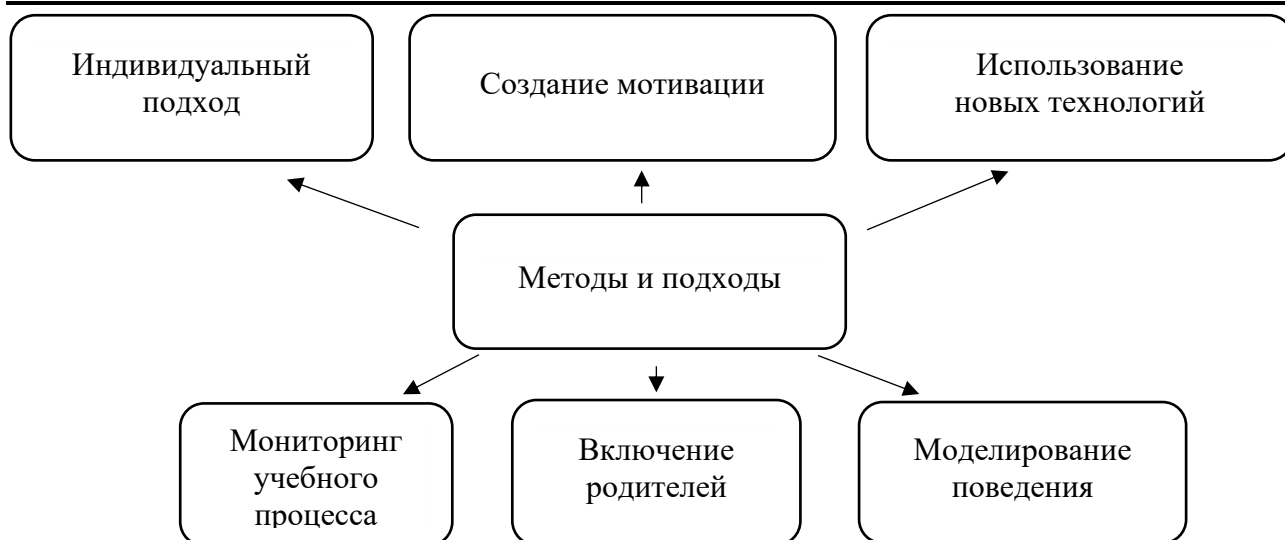 Индивидуальный
подход
Создание мотивации
Использование
новых технологий
Методы и подходы
Мониторинг
учебного
процесса
Включение
родителей
Моделирование
поведения